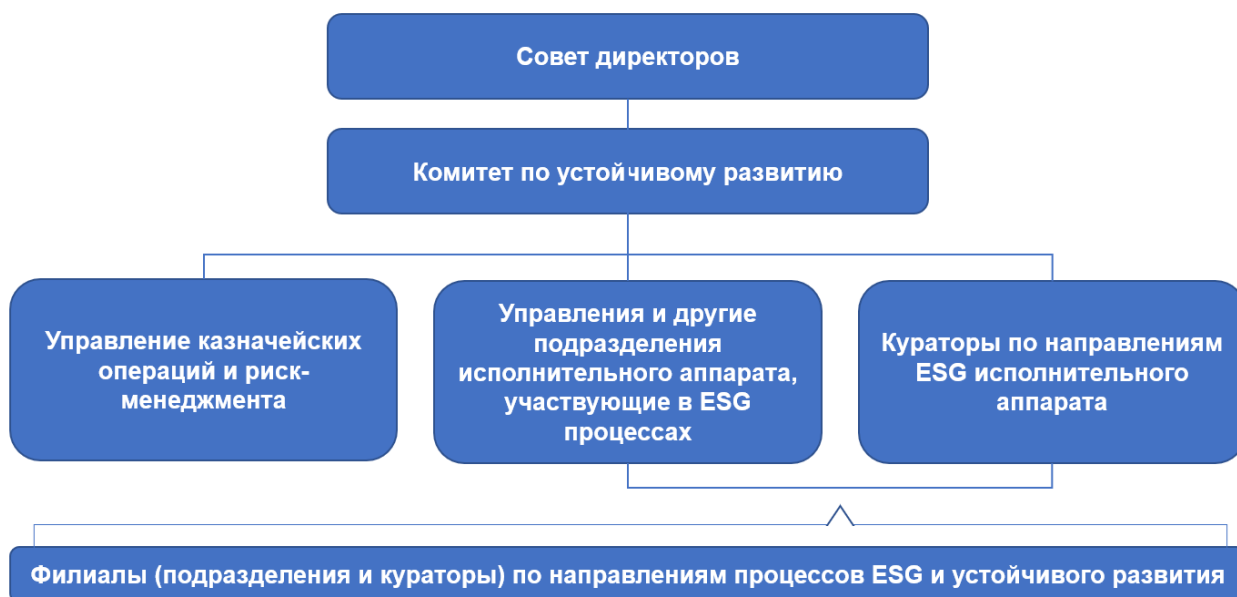 Совет директоров
Комитет по устойчивому развитию
Управление казначейских
операций и риск-
менеджмента
Управления и другие
подразделения
исполнительного аппарата,
участвующие в ESG
процессах
Кураторы по направлениям
ESG исполнительного
аппарата
Филиалы (подразделения и кураторы) по направлениям процессов ESG и устойчивого развития